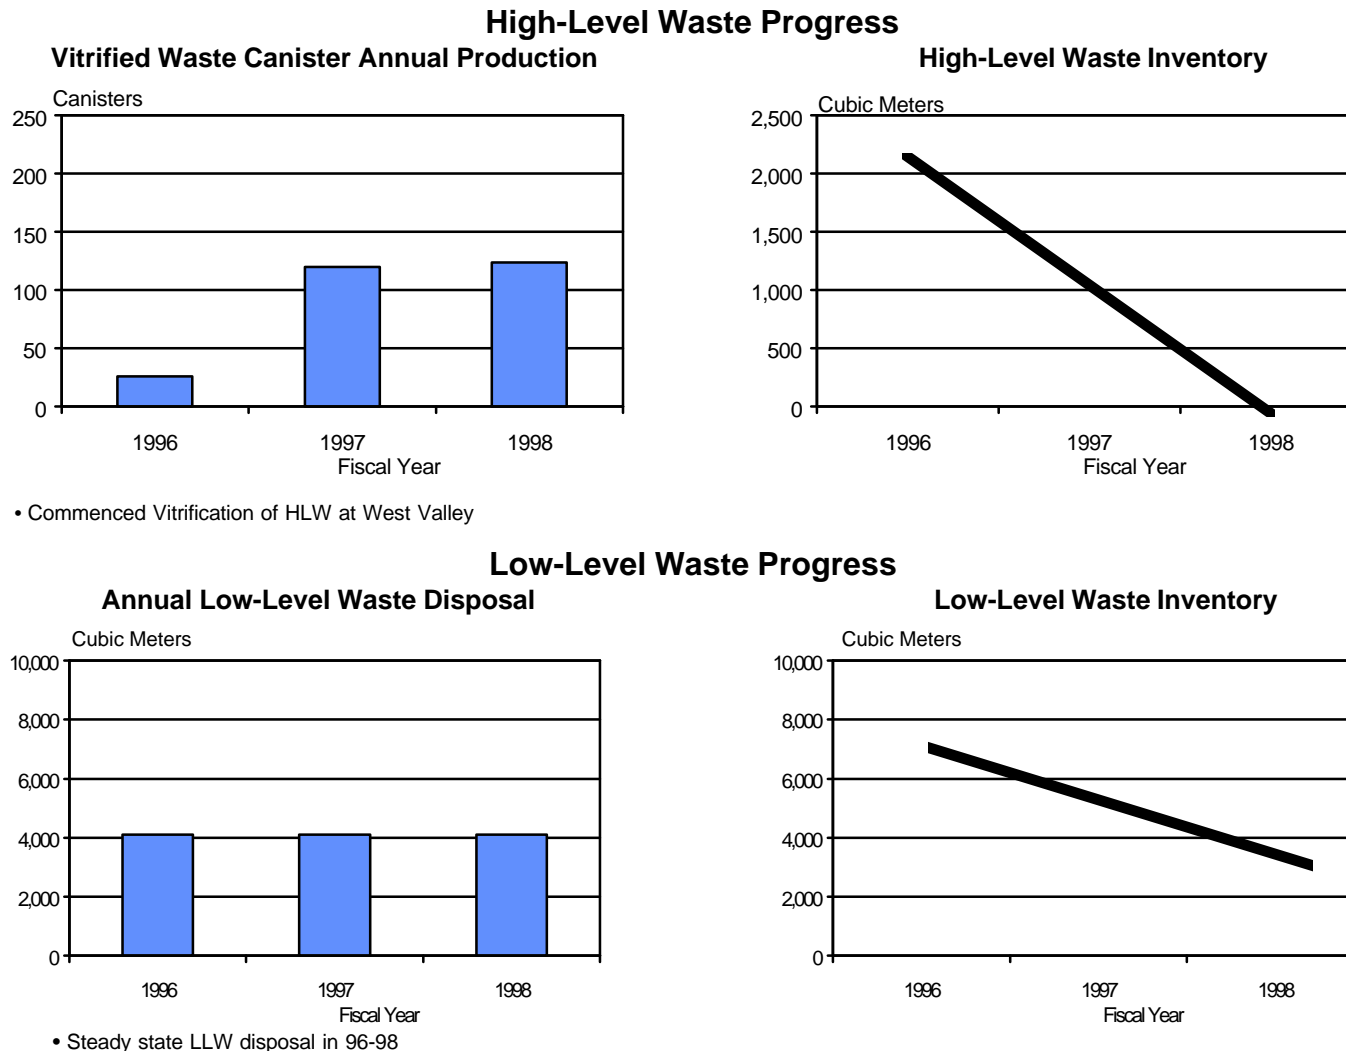 High-Level Waste Progress
Vitrified Waste Canister Annual Production
Canisters
250
200
150
100
50
0
1996 1997 1998
Fiscal Year
High-Level Waste Inventory
Cubic Meters
2,500
2,000
1,500
1,000
500
0
1996 1997 1998
Fiscal Year
• Commenced Vitrification of HLW at West Valley
Low-Level Waste Progress
Annual Low-Level Waste Disposal
Cubic Meters
10,000
8,000
6,000
4,000
2,000
0
1996 1997 1998
Fiscal Year
Low-Level Waste Inventory
Cubic Meters
10,000
8,000
6,000
4,000
2,000
0
1996 1997 1998
Fiscal Year
• Steady state LLW disposal in 96-98